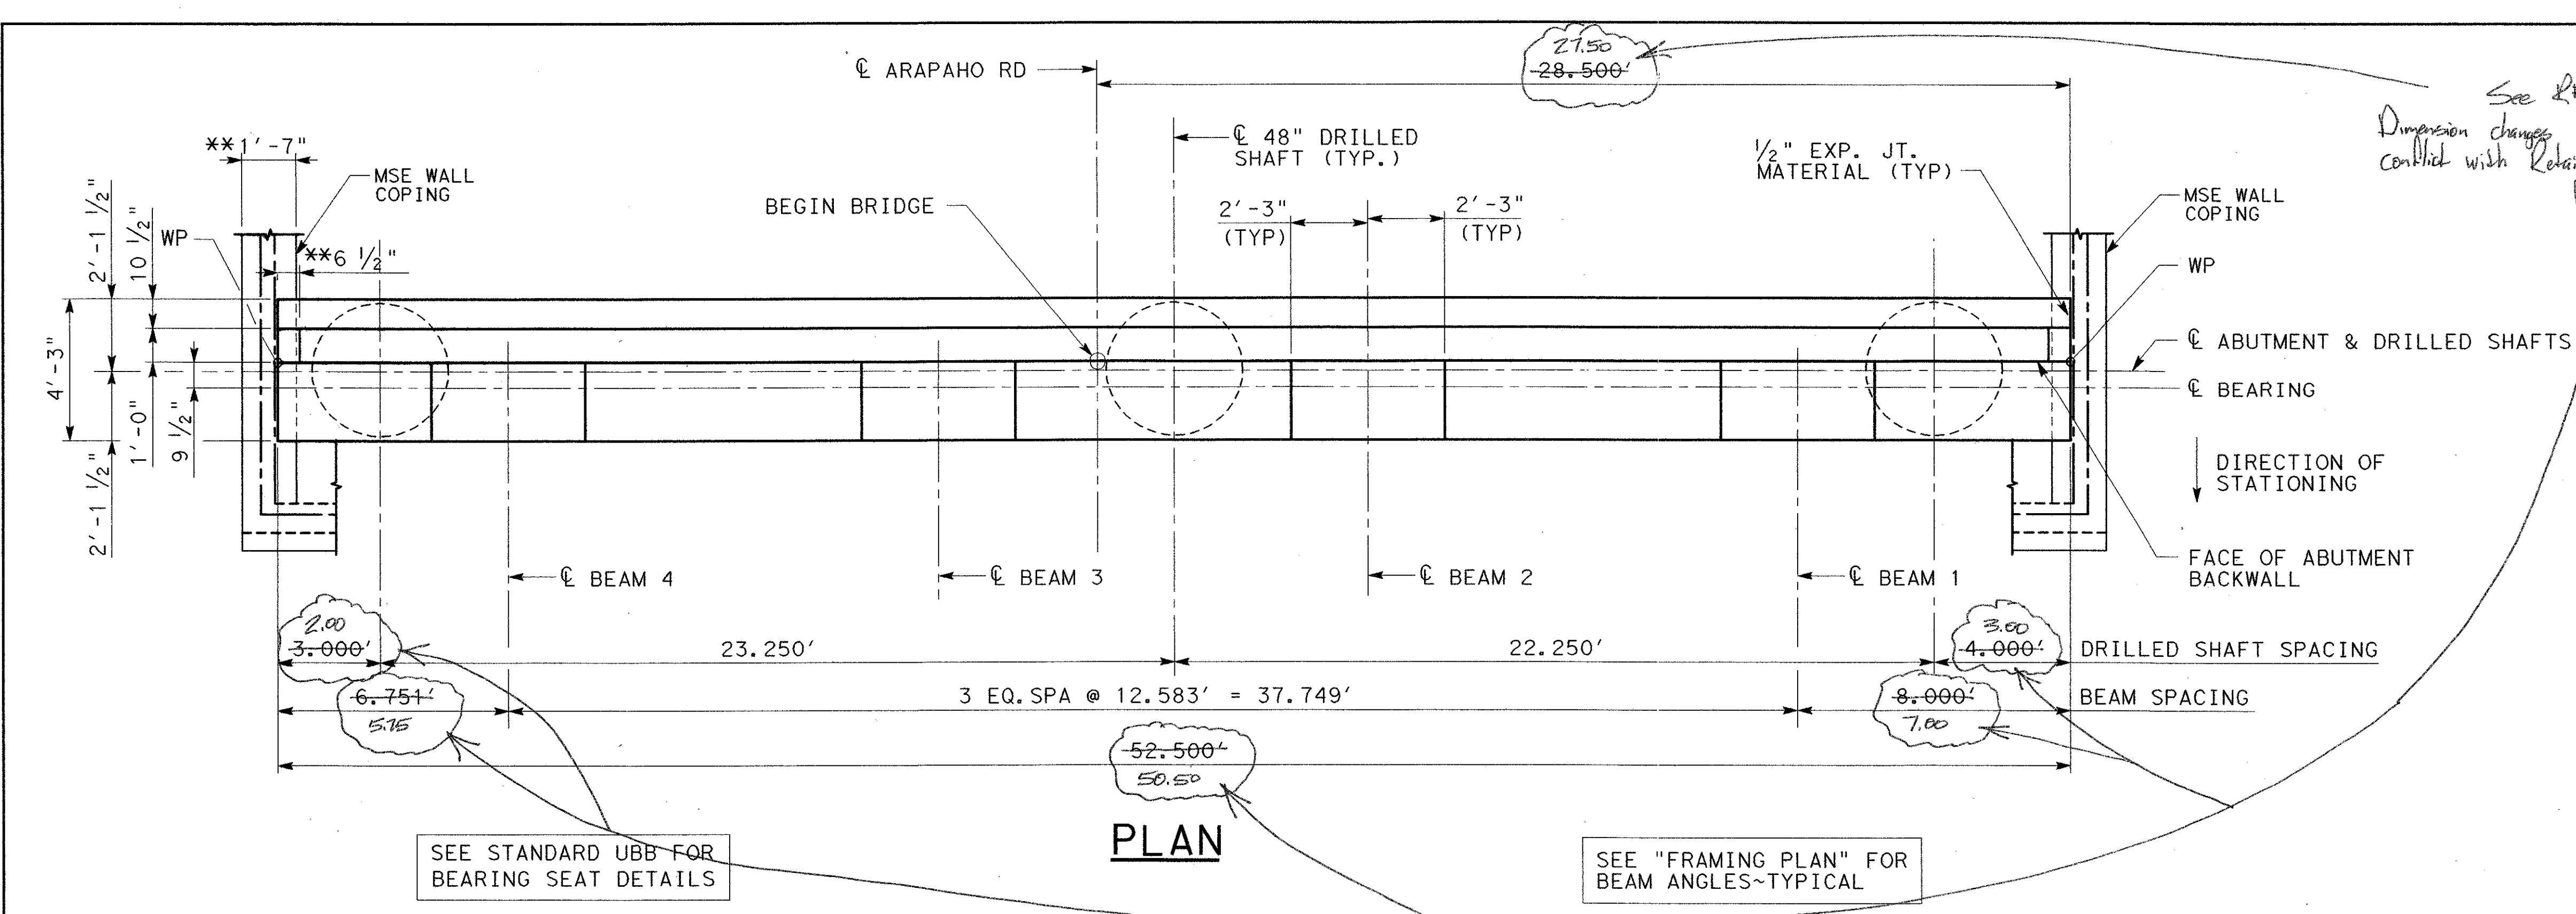 27.50
28.500'
℄ ARAPAHO RD
See
Dimension changes
conflict with
℄ 48" DRILLED
SHAFT (TYP.)
1/2" EXP. JT.
MATERIAL (TYP)
**1'-7"
MSE WALL
COPING
MSE WALL
COPING
BEGIN BRIDGE
2'-3"
(TYP)
2'-3"
(TYP)
WP
**6 1/2"
WP
2'-1 1/2"
10 1/2"
4'-3"
1'-0"
9 1/2"
2'-1 1/2"
℄ ABUTMENT & DRILLED SHAFTS
℄ BEARING
DIRECTION OF
STATIONING
FACE OF ABUTMENT
BACKWALL
℄ BEAM 4
℄ BEAM 3
℄ BEAM 2
℄ BEAM 1
2.00
3.000'
23.250'
22.250'
3.00
4.000'
DRILLED SHAFT SPACING
6.751'
5.75
3 EQ.SPA @ 12.583' = 37.749'
8.000'
7.00
BEAM SPACING
52.500'
50.50
PLAN
SEE STANDARD UBB FOR
BEARING SEAT DETAILS
SEE "FRAMING PLAN" FOR
BEAM ANGLES~TYPICAL